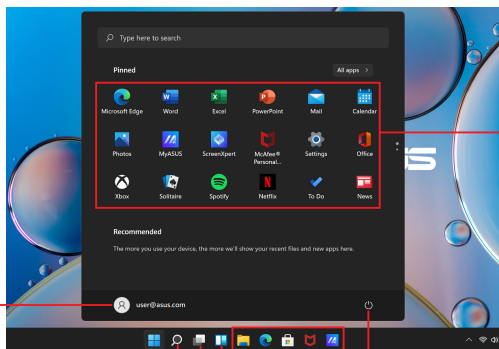 Type here to search
Pinned
All apps >
Microsoft Edge
Word
Excel
PowerPoint
Mail
Calendar
Photos
MyASUS
ScreenXpert
McAfee®
Personal...
Settings
Office
Xbox
Solitaire
Spotify
Netflix
To Do
News
Recommended
The more you use your device, the more we'll show your recent files and new apps here.
user@asus.com